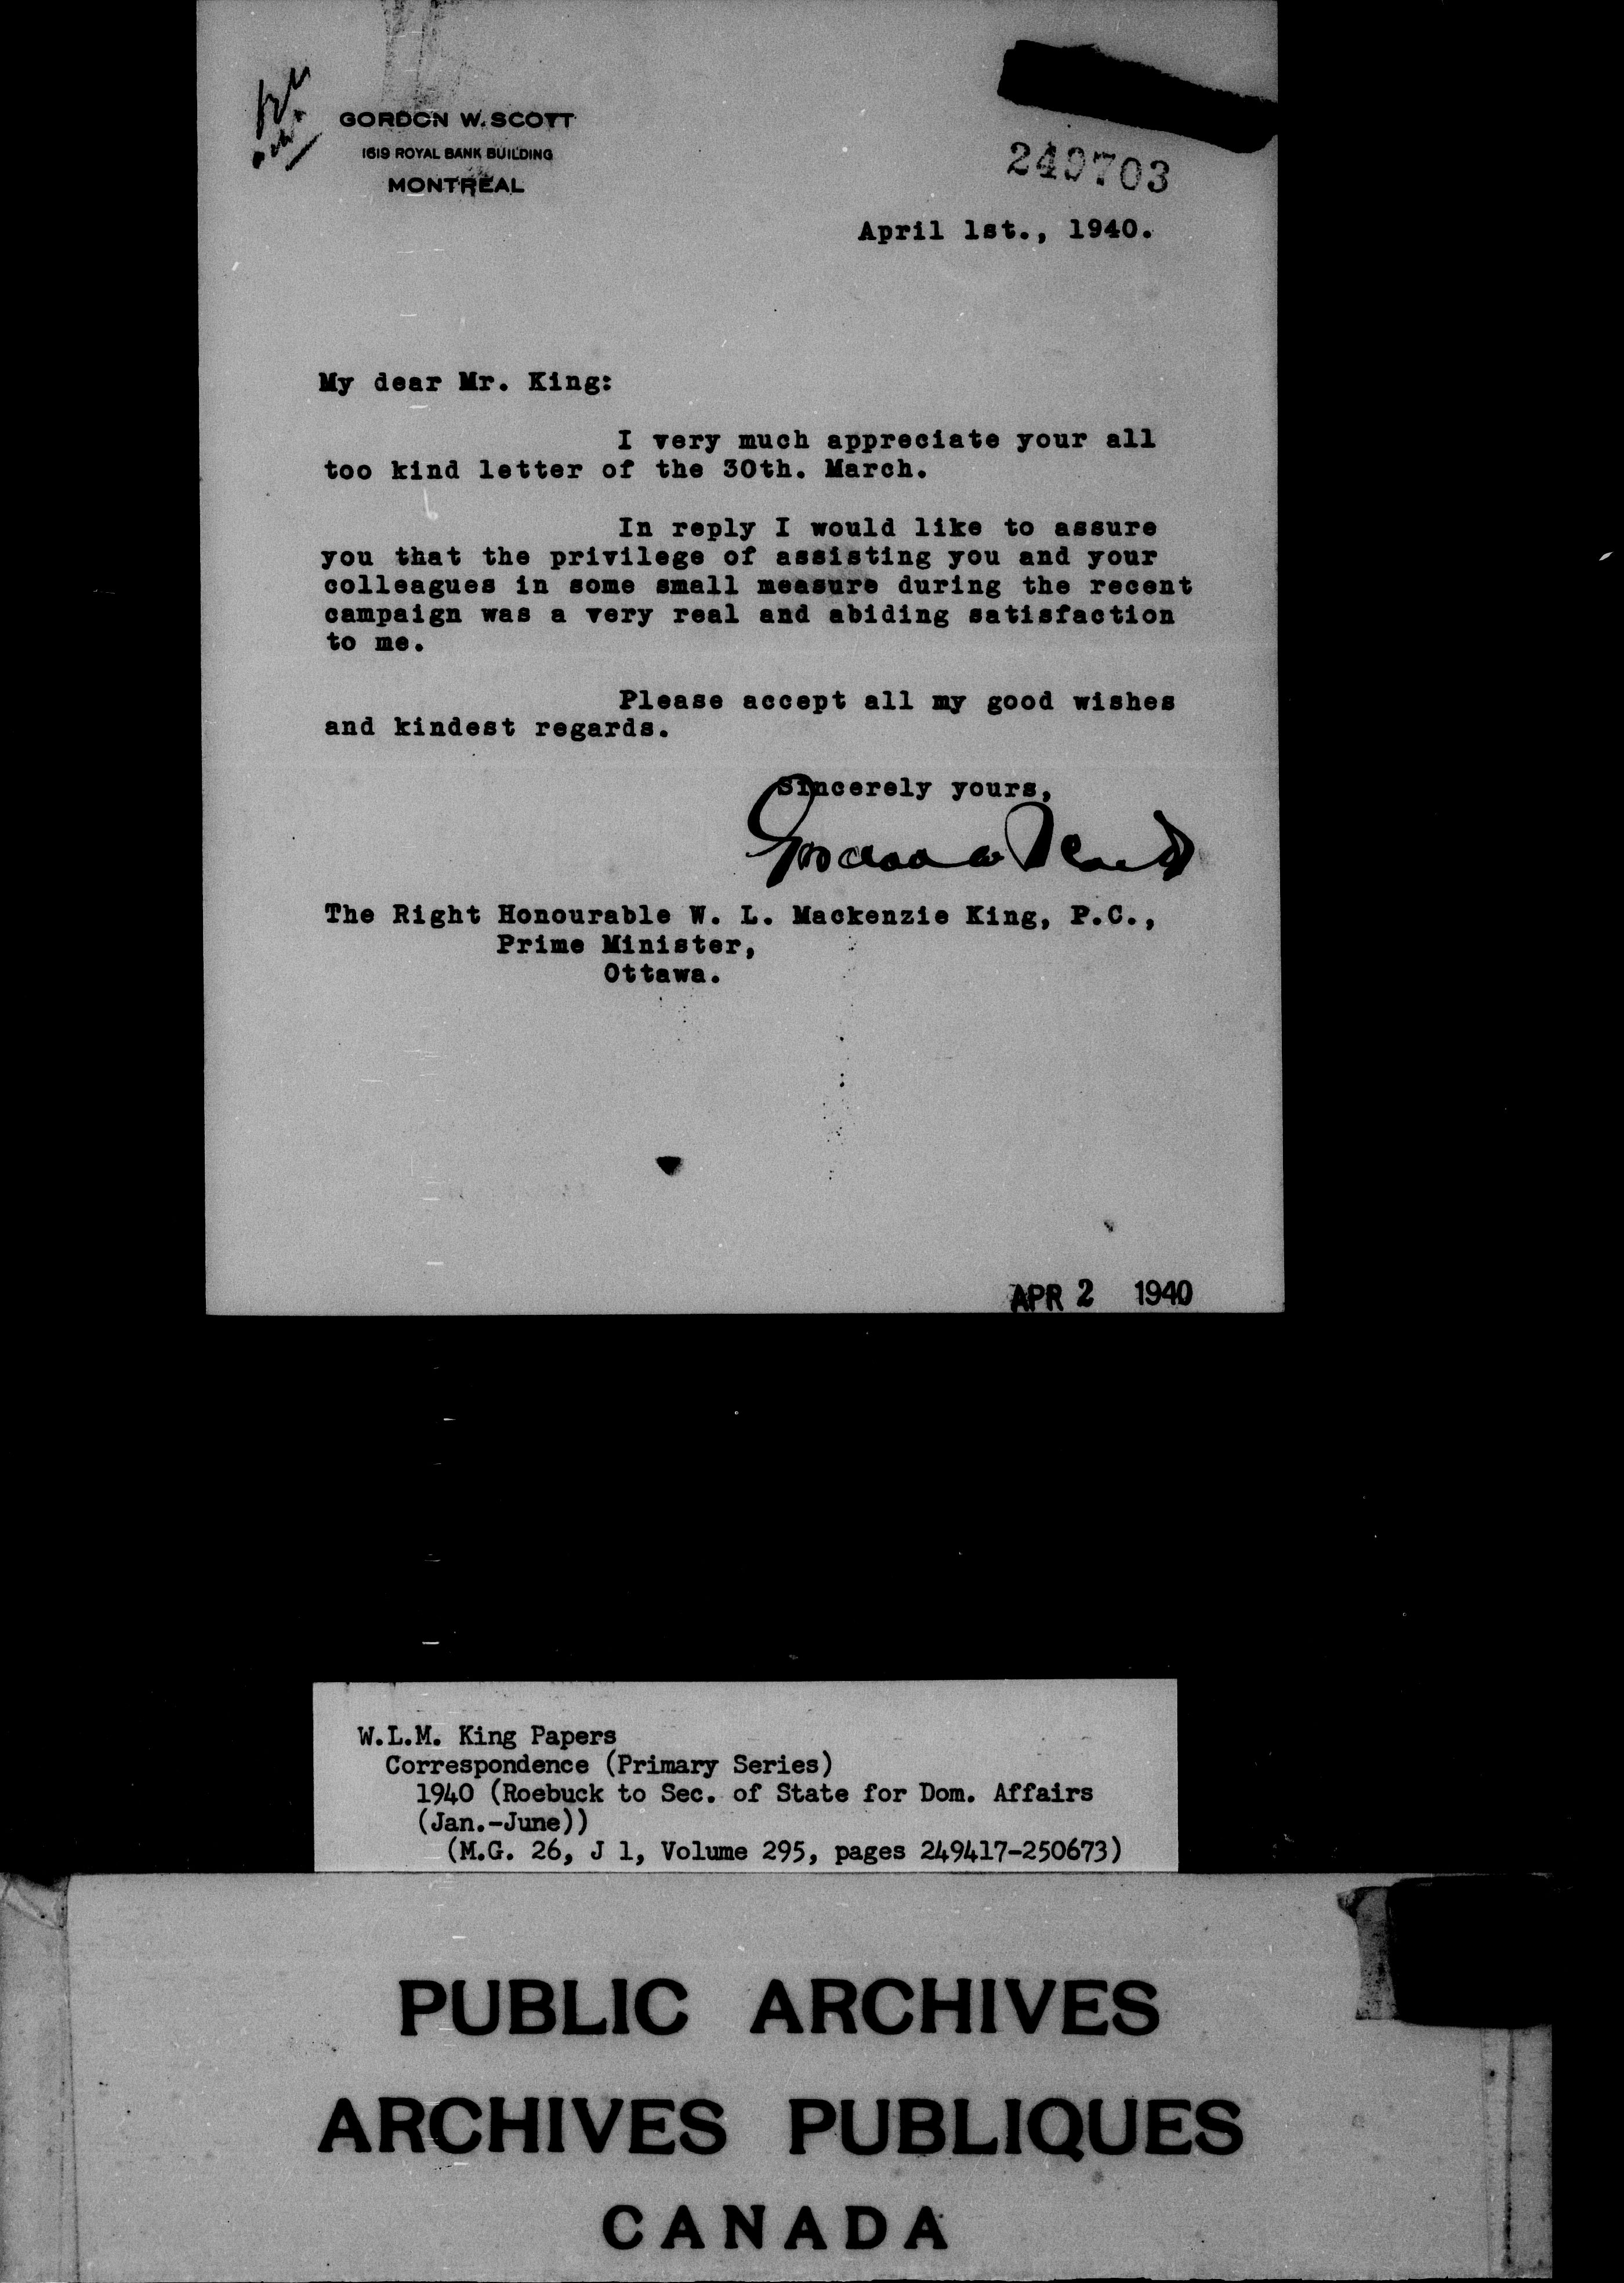 GORDON W. SCOTT
1619 ROYAL BANK BUILDING
MONTREAL
249703
April 1st., 1940.
My dear Mr. King:
I very much appreciate your all
too kind letter of the 30th. March.
In reply I would like to assure
you that the privilege of assisting you and your
colleagues in some small measure during the recent
campaign was a very real and abiding satisfaction
to me.
Please accept all my good wishes
and kindest regards.
Sincerely yours,
Gordon W Scott
The Right Honourable W. L. Mackenzie King, P.C.,
Prime Minister,
Ottawa.
APR 2 1940
W.L.M. King Papers
Correspondence (Primary Series)
1940 (Roebuck to Sec. of State for Dom. Affairs
(Jan.-June))
(M.G. 26, J 1, Volume 295, pages 249417-250673)
PUBLIC ARCHIVES
ARCHIVES PUBLIQUES
CANADA